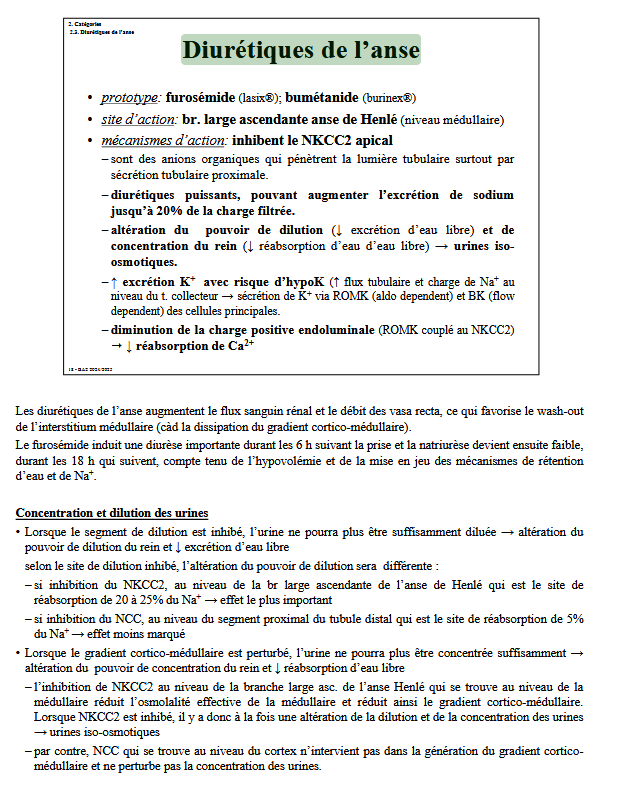 2. Catégories
2.3. Diurétiques de l'anse
Diurétiques de l'anse
• prototype: furosémide (lasix®); bumétanide (burinex®)
• site d'action: br. large ascendante anse de Henlé (niveau médullaire)
• mécanismes d'action: inhibent le NKCC2 apical
– sont des anions organiques qui pénètrent la lumière tubulaire surtout par
sécrétion tubulaire proximale.
– diurétiques puissants, pouvant augmenter l'excrétion de sodium
jusqu'à 20% de la charge filtrée.
– altération du pouvoir de dilution (↓ excrétion d'eau libre) et de
concentration du rein (↓ réabsorption d'eau d'eau libre) → urines iso-
osmotiques.
– ↑ excrétion K⁺ avec risque d'hypoK (↑ flux tubulaire et charge de Na⁺ au
niveau du t. collecteur → sécrétion de K⁺ via ROMK (aldo dependent) et BK (flow
dependent) des cellules principales.
– diminution de la charge positive endoluminale (ROMK couplé au NKCC2)
→ ↓ réabsorption de Ca²⁺
Les diurétiques de l'anse augmentent le flux sanguin rénal et le débit des vasa recta, ce qui favorise le wash-out
de l'interstitium médullaire (càd la dissipation du gradient cortico-médullaire).
Le furosémide induit une diurèse importante durant les 6 h suivant la prise et la natriurèse devient ensuite faible,
durant les 18 h qui suivent, compte tenu de l'hypovolémie et de la mise en jeu des mécanismes de rétention
d'eau et de Na⁺.
Concentration et dilution des urines
• Lorsque le segment de dilution est inhibé, l'urine ne pourra plus être suffisamment diluée → altération du
pouvoir de dilution du rein et ↓ excrétion d'eau libre
selon le site de dilution inhibé, l'altération du pouvoir de dilution sera différente :
– si inhibition du NKCC2, au niveau de la br large ascendante de l'anse de Henlé qui est le site de
réabsorption de 20 à 25% du Na⁺ → effet le plus important
– si inhibition du NCC, au niveau du segment proximal du tubule distal qui est le site de réabsorption de 5%
du Na⁺ → effet moins marqué
• Lorsque le gradient cortico-médullaire est perturbé, l'urine ne pourra plus être concentrée suffisamment →
altération du pouvoir de concentration du rein et ↓ réabsorption d'eau libre
– l'inhibition de NKCC2 au niveau de la branche large asc. de l'anse Henlé qui se trouve au niveau de la
médullaire réduit l'osmolalité effective de la médullaire et réduit ainsi le gradient cortico-médullaire.
Lorsque NKCC2 est inhibé, il y a donc à la fois une altération de la dilution et de la concentration des urines
→ urines iso-osmotiques
– par contre, NCC qui se trouve au niveau du cortex n'intervient pas dans la génération du gradient cortico-
médullaire et ne perturbe pas la concentration des urines.